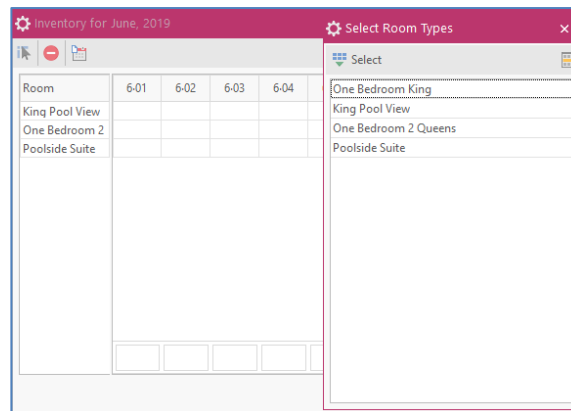 Inventory for June, 2019
Room 6-01 6-02 6-03 6-04
King Pool View
One Bedroom 2
Poolside Suite
Select Room Types
Select
One Bedroom King
King Pool View
One Bedroom 2 Queens
Poolside Suite